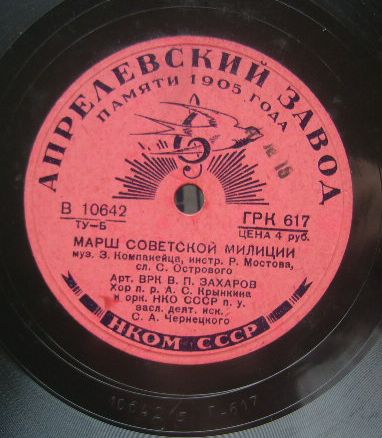 АПРЕЛЕВСКИЙ ЗАВОД
ПАМЯТИ 1905 ГОДА
В 10642
ТУ-Б
ГРК 617
ЦЕНА 4 руб.
МАРШ СОВЕТСКОЙ МИЛИЦИИ
муз. З. Компанейца, инстр. Р. Мостова,
сл. С. Острового
Арт. ВРК В. П. ЗАХАРОВ
Хор п. р. А. С. Крынкина
и орк. НКО СССР п. у.
засл. деят. иск.
С. А. Чернецкого
НКОМ СССР